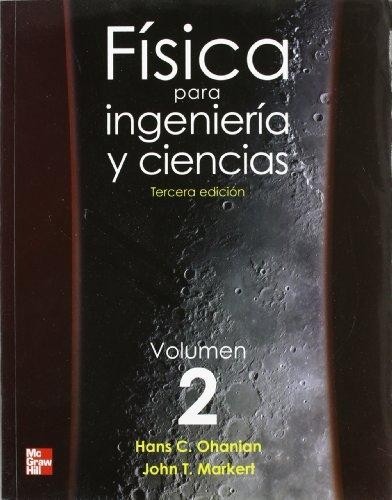 Física
para
ingeniería
y ciencias
Tercera edición
Volumen
2
Hans C. Ohanian
John T. Markert
Mc
Graw
Hill